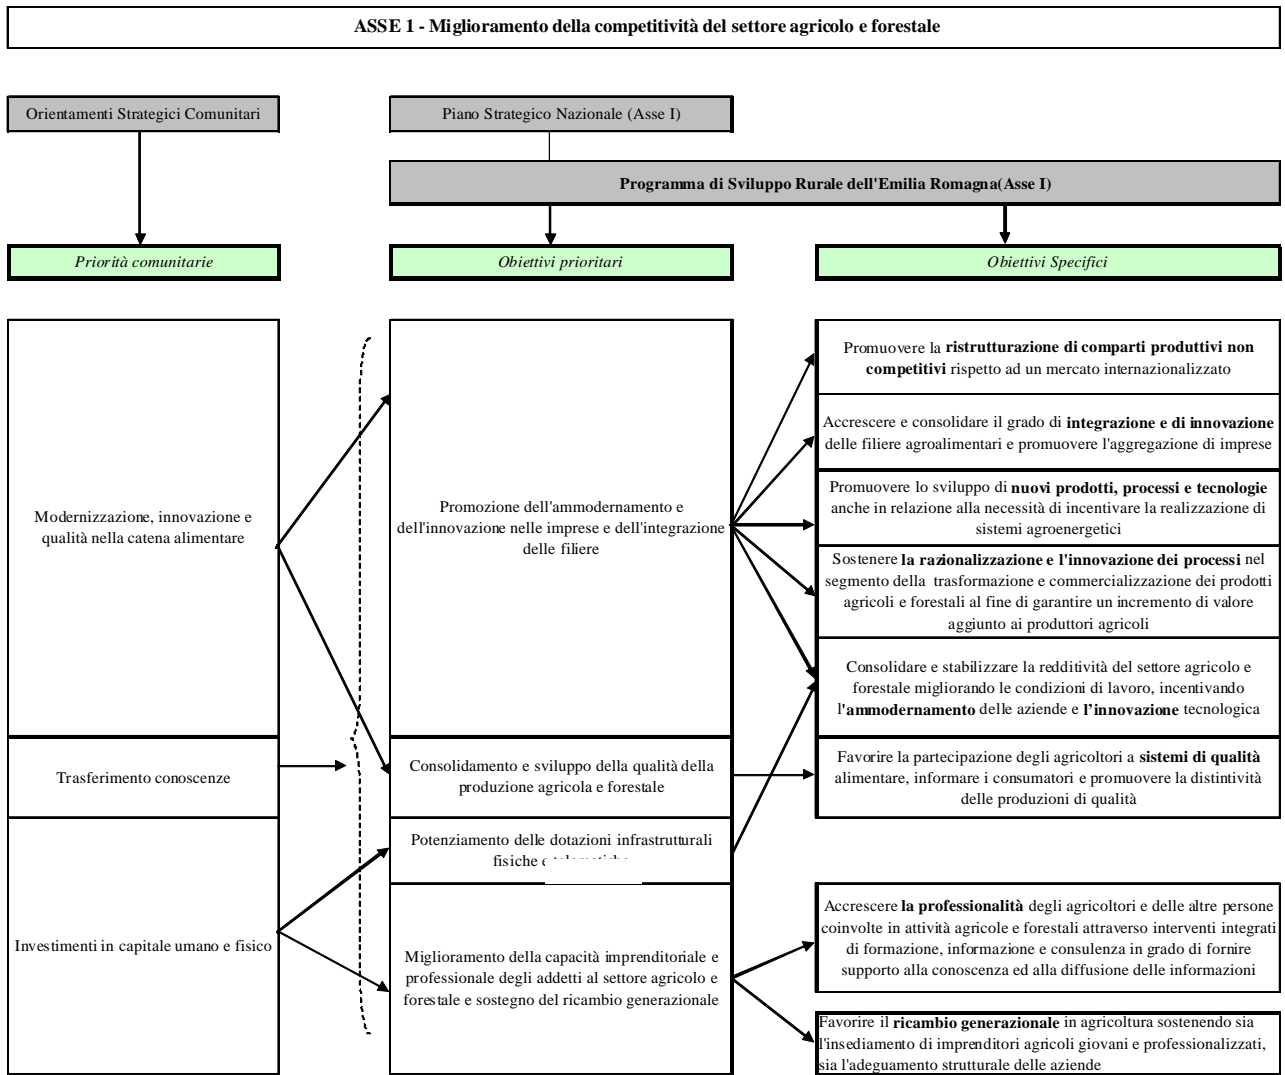 ASSE 1 - Miglioramento della competitività del settore agricolo e forestale
Orientamenti Strategici Comunitari
Piano Strategico Nazionale (Asse I)
Programma di Sviluppo Rurale dell'Emilia Romagna(Asse I)
Priorità comunitarie
Obiettivi prioritari
Obiettivi Specifici
Modernizzazione, innovazione e
qualità nella catena alimentare
Trasferimento conoscenze
Investimenti in capitale umano e fisico
Promozione dell'ammodernamento e
dell'innovazione nelle imprese e dell'integrazione
delle filiere
Consolidamento e sviluppo della qualità della
produzione agricola e forestale
Potenziamento delle dotazioni infrastrutturali
fisiche e
Miglioramento della capacità imprenditoriale e
professionale degli addetti al settore agricolo e
forestale e sostegno del ricambio generazionale
Promuovere la ristrutturazione di comparti produttivi non
competitivi rispetto ad un mercato internazionalizzato
Accrescere e consolidare il grado di integrazione e di innovazione
delle filiere agroalimentari e promuovere l'aggregazione di imprese
Promuovere lo sviluppo di nuovi prodotti, processi e tecnologie
anche in relazione alla necessità di incentivare la realizzazione di
sistemi agroenergetici
Sostenere la razionalizzazione e l'innovazione dei processi nel
segmento della trasformazione e commercializzazione dei prodotti
agricoli e forestali al fine di garantire un incremento di valore
aggiunto ai produttori agricoli
Consolidare e stabilizzare la redditività del settore agricolo e
forestale migliorando le condizioni di lavoro, incentivando
l'ammodernamento delle aziende e l’innovazione tecnologica
Favorire la partecipazione degli agricoltori a sistemi di qualità
alimentare, informare i consumatori e promuovere la distintività
delle produzioni di qualità
Accrescere la professionalità degli agricoltori e delle altre persone
coinvolte in attività agricole e forestali attraverso interventi integrati
di formazione, informazione e consulenza in grado di fornire
supporto alla conoscenza ed alla diffusione delle informazioni
Favorire il ricambio generazionale in agricoltura sostenendo sia
l'insediamento di imprenditori agricoli giovani e professionalizzati,
sia l'adeguamento strutturale delle aziende